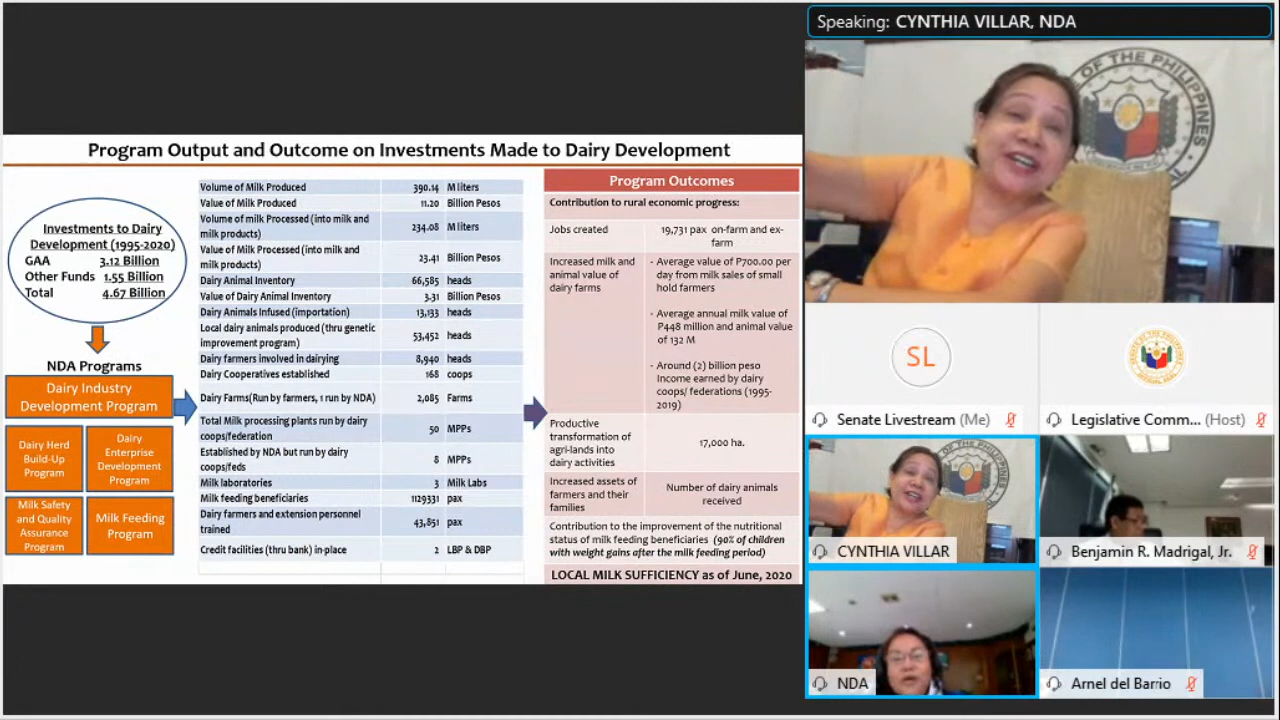 Program Output and Outcome on Investments Made to Dairy Development
Investments to Dairy
Development (1995-2020)
GAA 3.12 Billion
Other Funds 1.55 Billion
Total 4.67 Billion
NDA Programs
Dairy Industry
Development Program
Dairy Herd
Build-Up
Program
Dairy
Enterprise
Development
Program
Milk Safety
and Quality
Assurance
Program
Milk Feeding
Program
Volume of Milk Produced 390.14 M liters
Value of Milk Produced 11.20 Billion Pesos
Volume of milk Processed (into milk and
milk products) 234.08 M liters
Value of Milk Processed (into milk and
milk products) 23.41 Billion Pesos
Dairy Animal Inventory 66,585 heads
Value of Dairy Animal Inventory 3.31 Billion Pesos
Dairy Animals Infused (importation) 13,133 heads
Local dairy animals produced (thru genetic
improvement program) 53,452 heads
Dairy farmers involved in dairying 8,940 heads
Dairy Cooperatives established 168 coops
Dairy Farms(Run by farmers, 1 run by NDA) 2,085 Farms
Total Milk processing plants run by dairy
coops/federation 50 MPPs
Established by NDA but run by dairy
coops/feds 8 MPPs
Milk laboratories 3 Milk Labs
Milk feeding beneficiaries 1129331 pax
Dairy farmers and extension personnel
trained 43,851 pax
Credit facilities (thru bank) in-place 2 LBP & DBP
Program Outcomes
Contribution to rural economic progress:
Jobs created 19,731 pax on-farm and ex-
farm
Increased milk and
animal value of
dairy farms
- Average value of P700.00 per
day from milk sales of small
hold farmers
- Average annual milk value of
P448 million and animal value
of 132 M
- Around (2) billion peso
Income earned by dairy
coops/ federations (1995-
2019)
Productive
transformation of
agri-lands into
dairy activities
17,000 ha.
Increased assets of
farmers and their
families
Number of dairy animals
received
Contribution to the improvement of the nutritional
status of milk feeding beneficiaries (90% of children
with weight gains after the milk feeding period)
LOCAL MILK SUFFICIENCY as of June, 2020
Speaking: CYNTHIA VILLAR, NDA
OF THE PHILIPPINES
SL
Senate Livestream (Me)
Legislative Comm... (Host)
CYNTHIA VILLAR
Benjamin R. Madrigal, Jr.
NDA
Arnel del Barrio